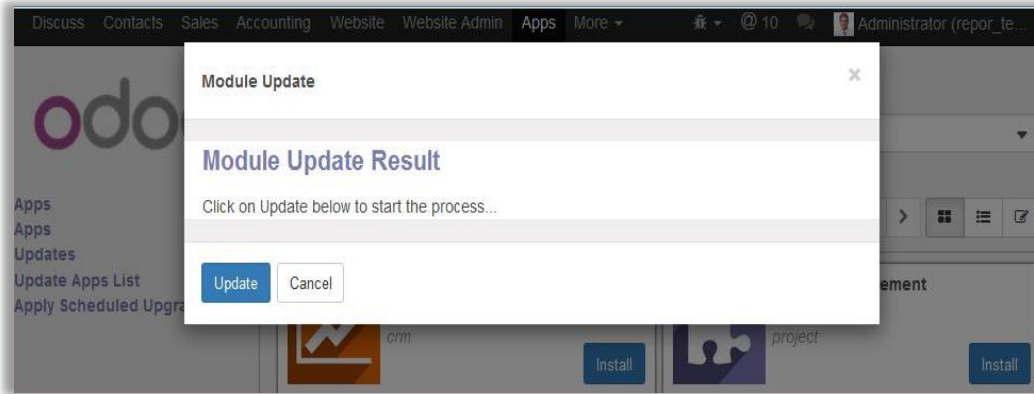 Discuss Contacts Sales Accounting Website Website Admin Apps More @ 10 Administrator (repor_te...
Module Update ×
odoo
Module Update Result
Click on Update below to start the process...
Apps
Apps
Updates
Update Apps List
Apply Scheduled Upgra
Update Cancel
ement
crm
project
Install
Install